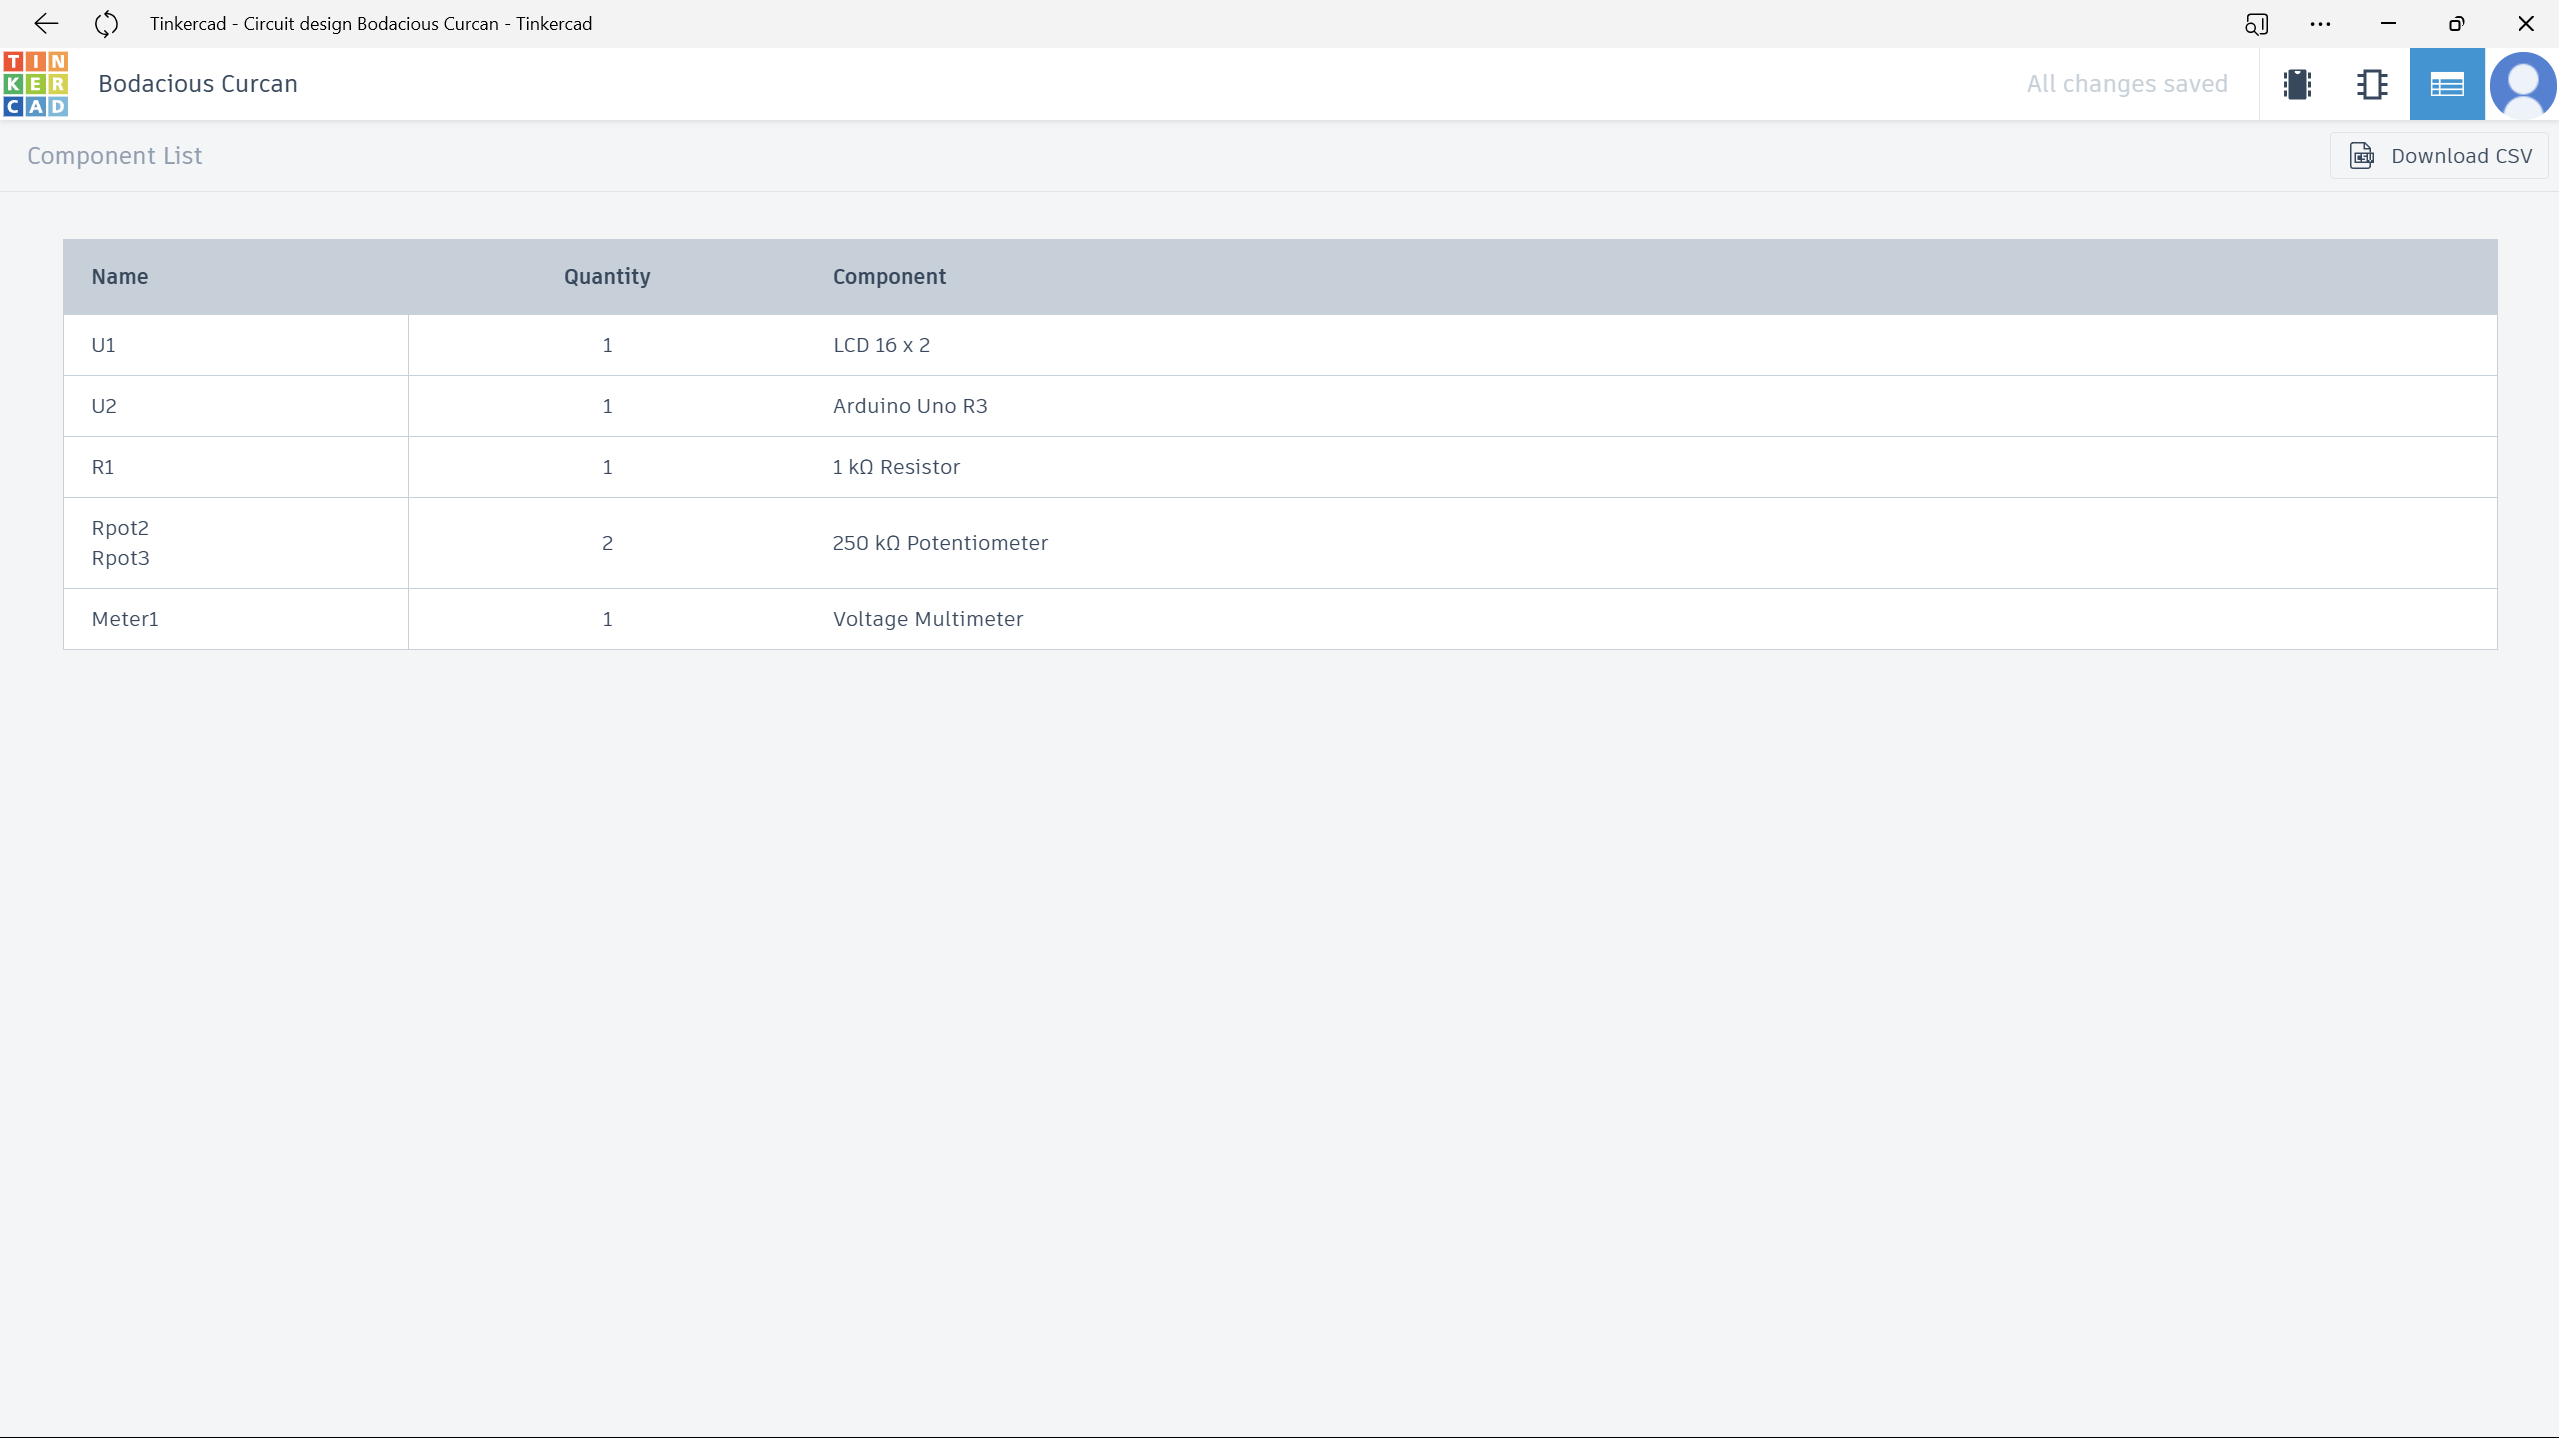 Tinkercad - Circuit design Bodacious Curcan - Tinkercad
TIN
KER
CAD
Bodacious Curcan
All changes saved
Component List
Download CSV
Name Quantity Component
U1 1 LCD 16 x 2
U2 1 Arduino Uno R3
R1 1 1 kΩ Resistor
Rpot2
Rpot3
2 250 kΩ Potentiometer
Meter1 1 Voltage Multimeter